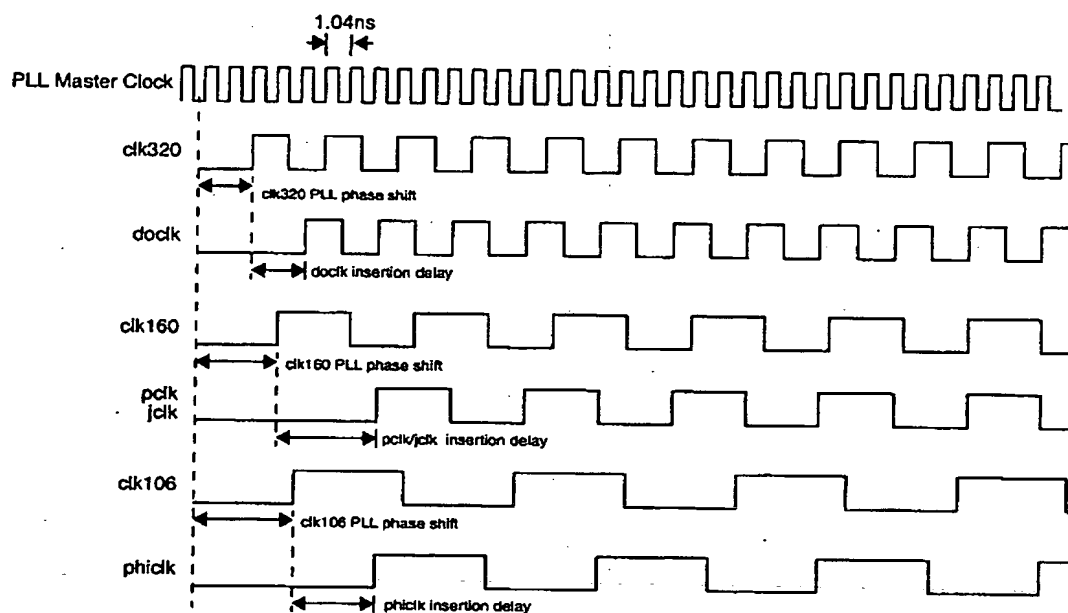 1.04ns
PLL Master Clock
clk320
clk320 PLL phase shift
doclk
doclk insertion delay
clk160
clk160 PLL phase shift
pclk
jclk
pclk/jclk insertion delay
clk106
clk106 PLL phase shift
phiclk
phiclk insertion delay